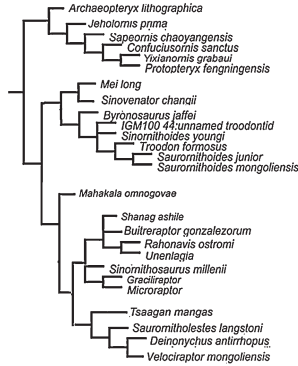 Archaeopteryx lithographica
Jeholornis prima
Sapeornis chaoyangensis
Confuciusornis sanctus
Yixianornis grabaui
Protopteryx fengningensis
Mei long
Sinovenator changii
Byronosaurus jaffei
IGM100 44:unnamed troodontid
Sinornithoides youngi
Troodon formosus
Saurornithoides junior
Saurornithoides mongoliensis
Mahakala omnogovae
Shanag ashile
Buitreraptor gonzalezorum
Rahonavis ostromi
Unenlagia
Sinornithosaurus millenii
Graciliraptor
Microraptor
Tsaagan mangas
Saurornitholestes langstoni
Deinonychus antirrhopus
Velociraptor mongoliensis